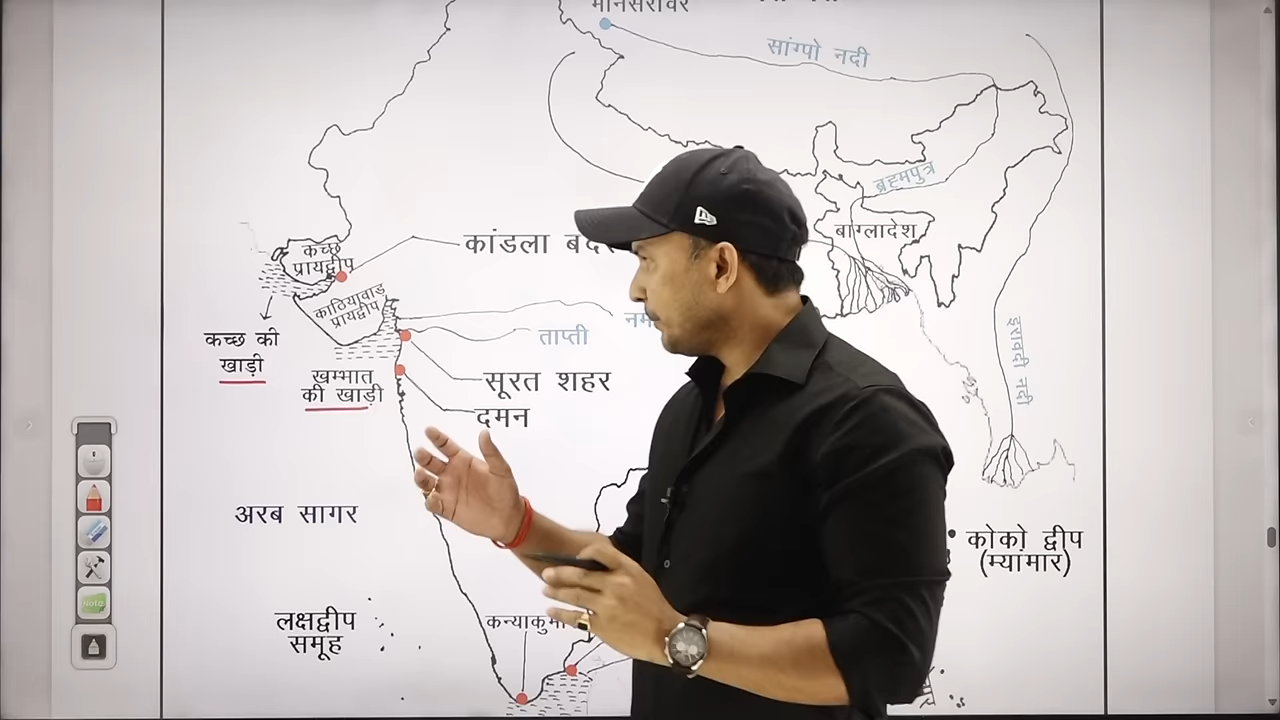 मानसरोवर
सांग्पो नदी
ब्रह्मपुत्र
बांग्लादेश
कच्छ
प्रायद्वीप
कांडला
काठियावाड़
प्रायद्वीप
कच्छ की
खाड़ी
ताप्ती
इरावदी नदी
खम्भात
की खाड़ी
सूरत शहर
दमन
अरब सागर
कोको द्वीप
(म्यांमार)
लक्षद्वीप
समूह
Note